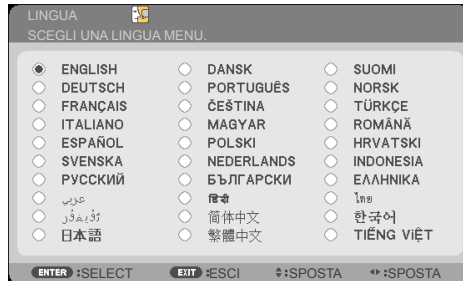 LINGUA
SCEGLI UNA LINGUA MENU.
ENGLISH DANSK SUOMI
DEUTSCH PORTUGUÊS NORSK
FRANÇAIS ČEŠTINA TÜRKÇE
ITALIANO MAGYAR ROMÂNĂ
ESPAÑOL POLSKI HRVATSKI
SVENSKA NEDERLANDS INDONESIA
РУССКИЙ БЪЛГАРСКИ ΕΛΛΗΝΙΚΑ
عربي हिन्दी ไทย
简体中文 한국어
日本語 繁體中文 TIẾNG VIỆT
ENTER :SELECT EXIT :ESCI :SPOSTA :SPOSTA